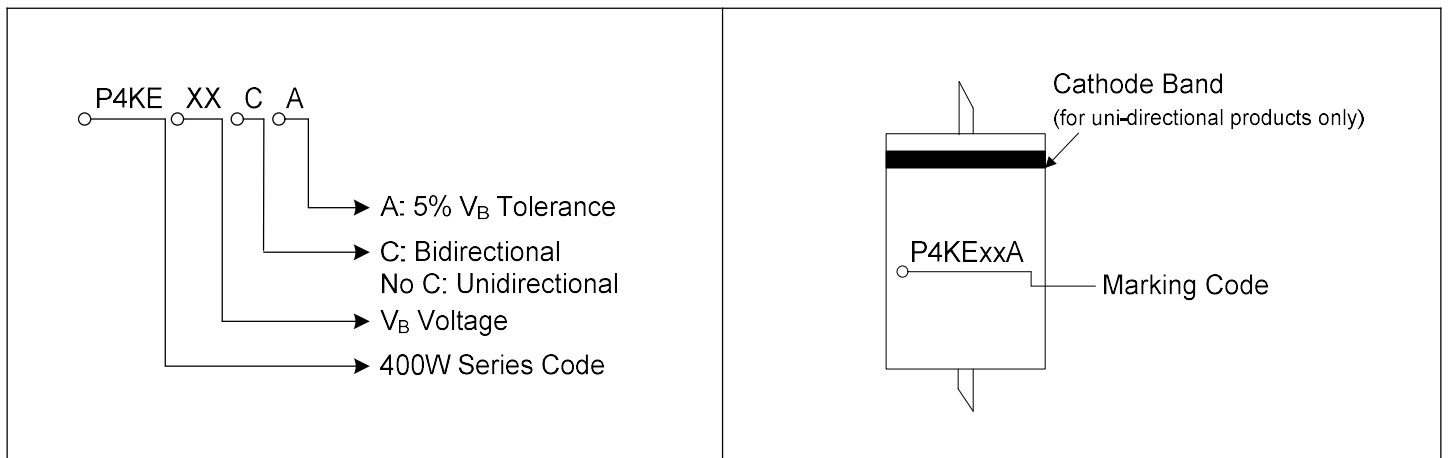 P4KE XX C A
A: 5% VB Tolerance
C: Bidirectional
No C: Unidirectional
VB Voltage
400W Series Code
Cathode Band
(for uni-directional products only)
P4KExxA
Marking Code